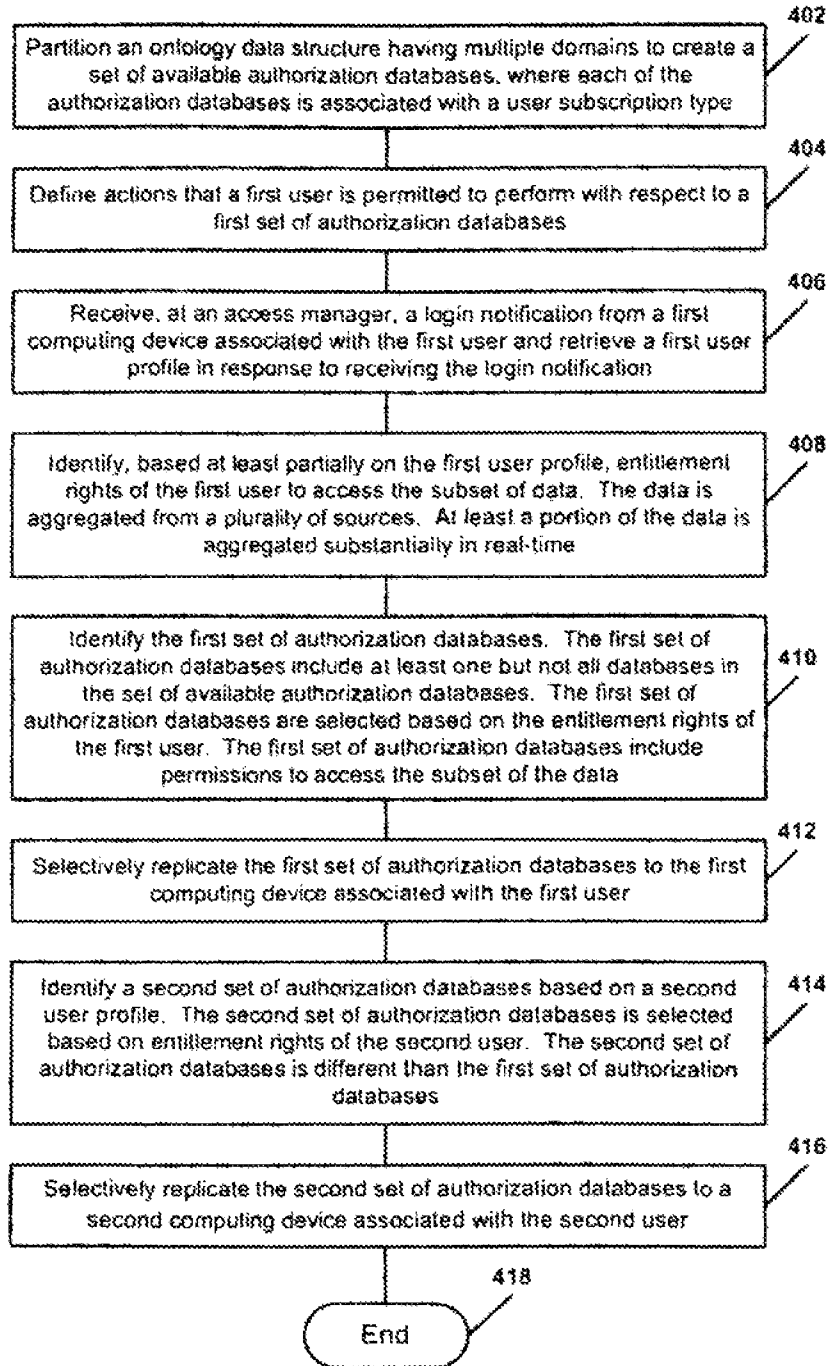 402
Partition an ontology data structure having multiple domains to create a
set of available authorization databases, where each of the
authorization databases is associated with a user subscription type
404
Define actions that a first user is permitted to perform with respect to a
first set of authorization databases
406
Receive, at an access manager, a login notification from a first
computing device associated with the first user and retrieve a first user
profile in response to receiving the login notification
408
Identify, based at least partially on the first user profile, entitlement
rights of the first user to access the subset of data. The data is
aggregated from a plurality of sources. At least a portion of the data is
aggregated substantially in real-time
410
Identify the first set of authorization databases. The first set of
authorization databases include at least one but not all databases in
the set of available authorization databases. The first set of
authorization databases are selected based on the entitlement rights of
the first user. The first set of authorization databases include
permissions to access the subset of the data
412
Selectively replicate the first set of authorization databases to the first
computing device associated with the first user
414
Identify a second set of authorization databases based on a second
user profile. The second set of authorization databases is selected
based on entitlement rights of the second user. The second set of
authorization databases is different than the first set of authorization
databases
416
Selectively replicate the second set of authorization databases to a
second computing device associated with the second user
418
End